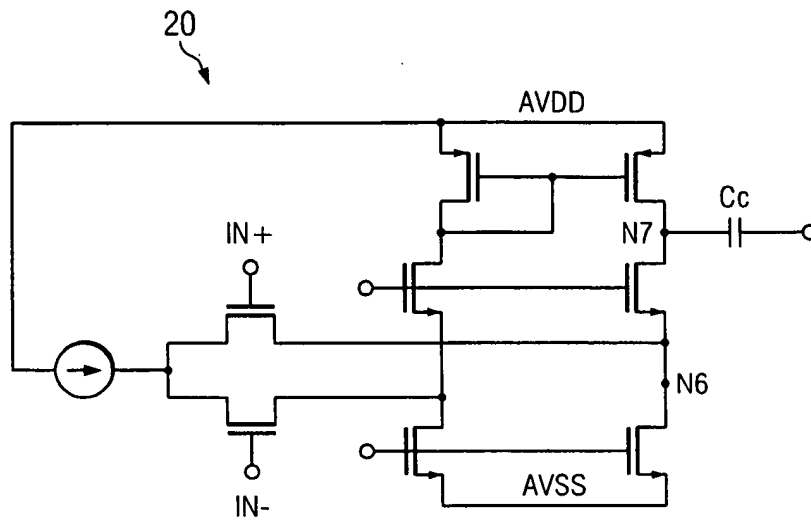 20
AVDD
Cc
IN+
N7
N6
IN-
AVSS